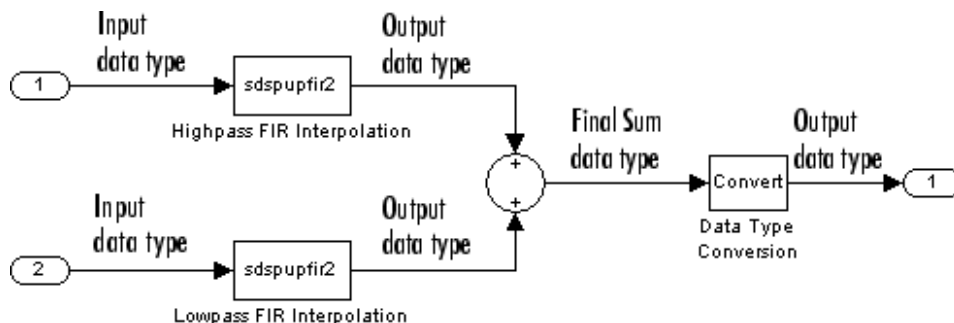 Input
data type
Output
data type
1
sdspupfir2
Highpass FIR Interpolation
Final Sum
data type
Output
data type
+
+
Convert
1
Data Type
Conversion
Input
data type
Output
data type
2
sdspupfir2
Lowpass FIR Interpolation